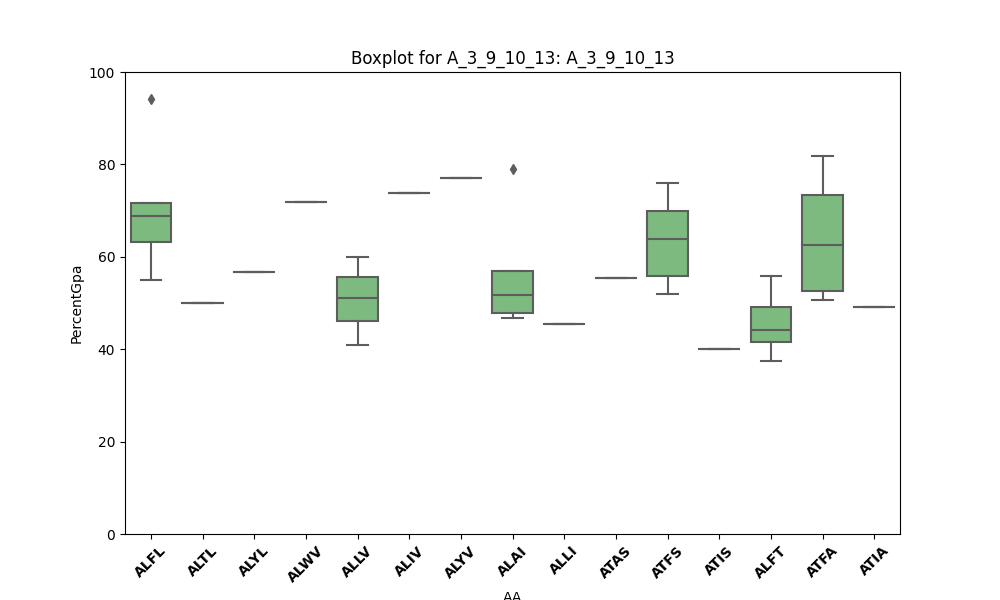 Boxplot for A_3_9_10_13: A_3_9_10_13
PercentGpa
100
80
60
40
20
0
ALFL
ALTL
ALYL
ALWV
ALLV
ALIV
ALYV
ALAI
ALLI
ATAS
ATFS
ATIS
ALFT
ATFA
ATIA
AA